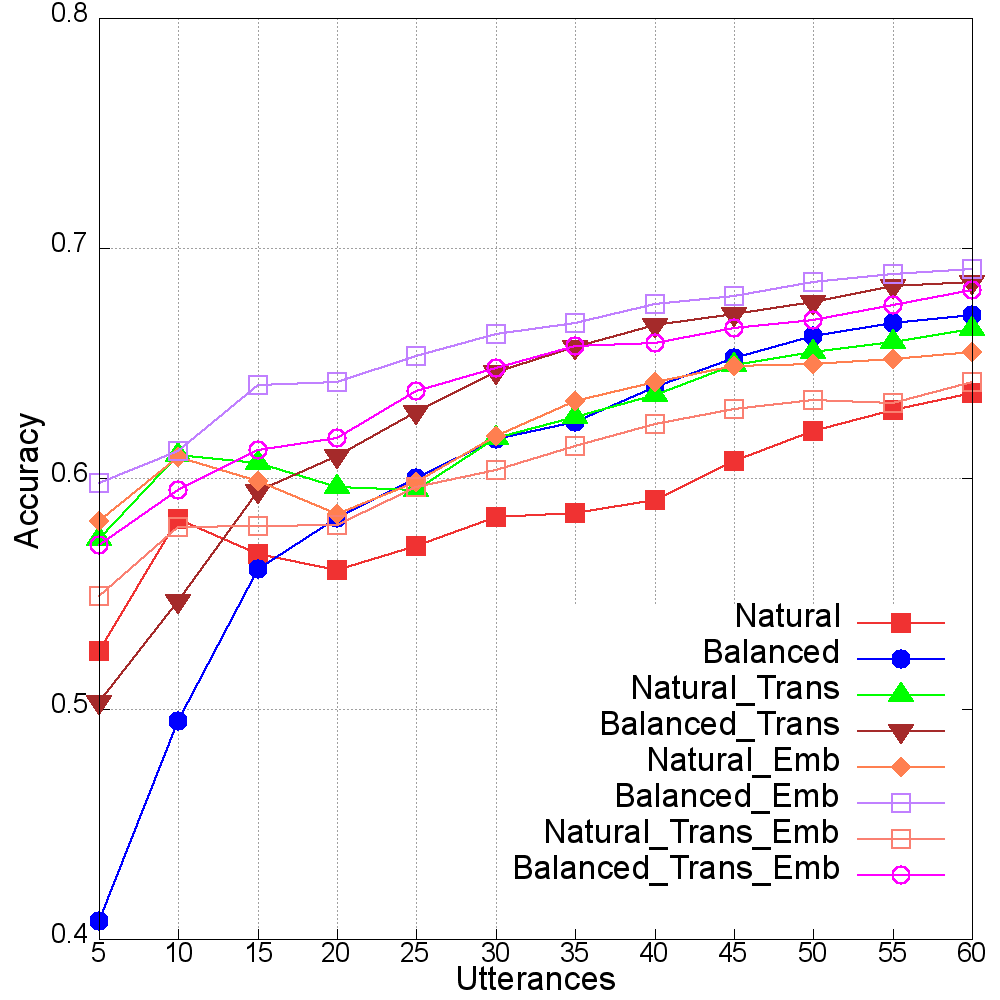 0.8
0.7
0.6
0.5
0.4
Accuracy
Natural
Balanced
Natural_Trans
Balanced_Trans
Natural_Emb
Balanced_Emb
Natural_Trans_Emb
Balanced_Trans_Emb
5 10 15 20 25 30 35 40 45 50 55 60
Utterances